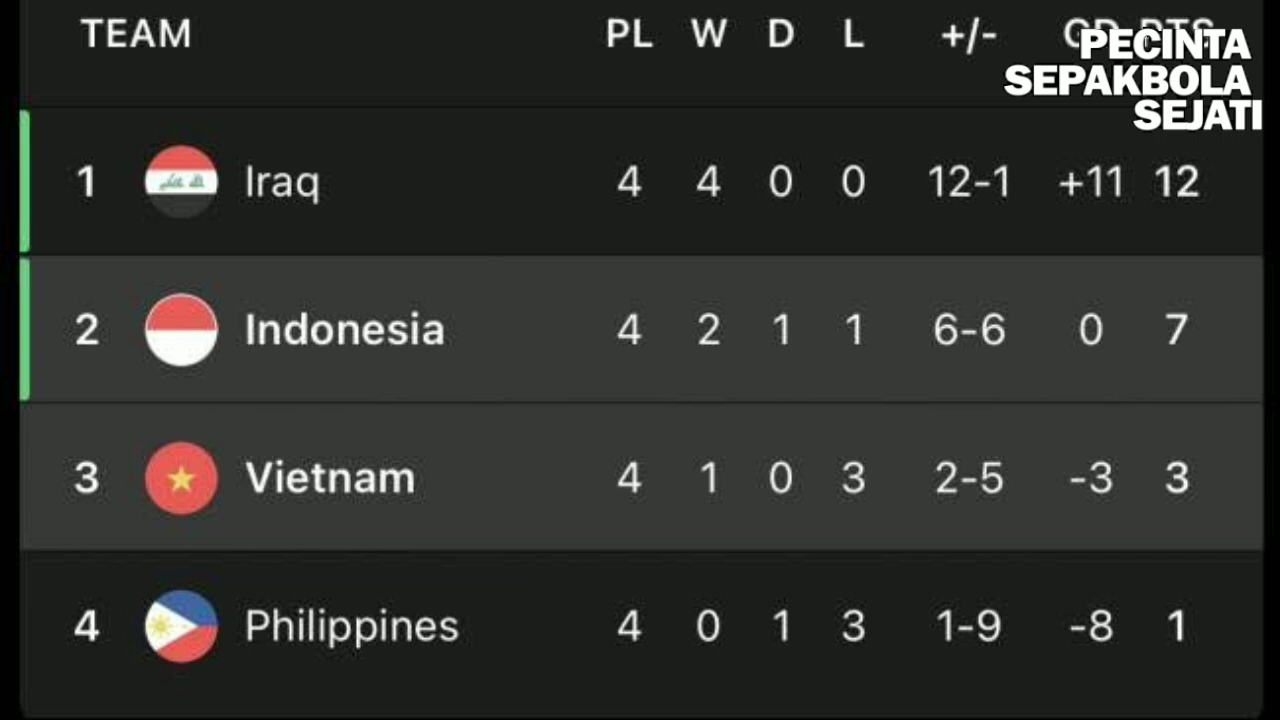 TEAM PL W D L +/- GD PTS
PECINTA
SEPAKBOLA
SEJATI
1 Iraq 4 4 0 0 12-1 +11 12
2 Indonesia 4 2 1 1 6-6 0 7
3 Vietnam 4 1 0 3 2-5 -3 3
4 Philippines 4 0 1 3 1-9 -8 1